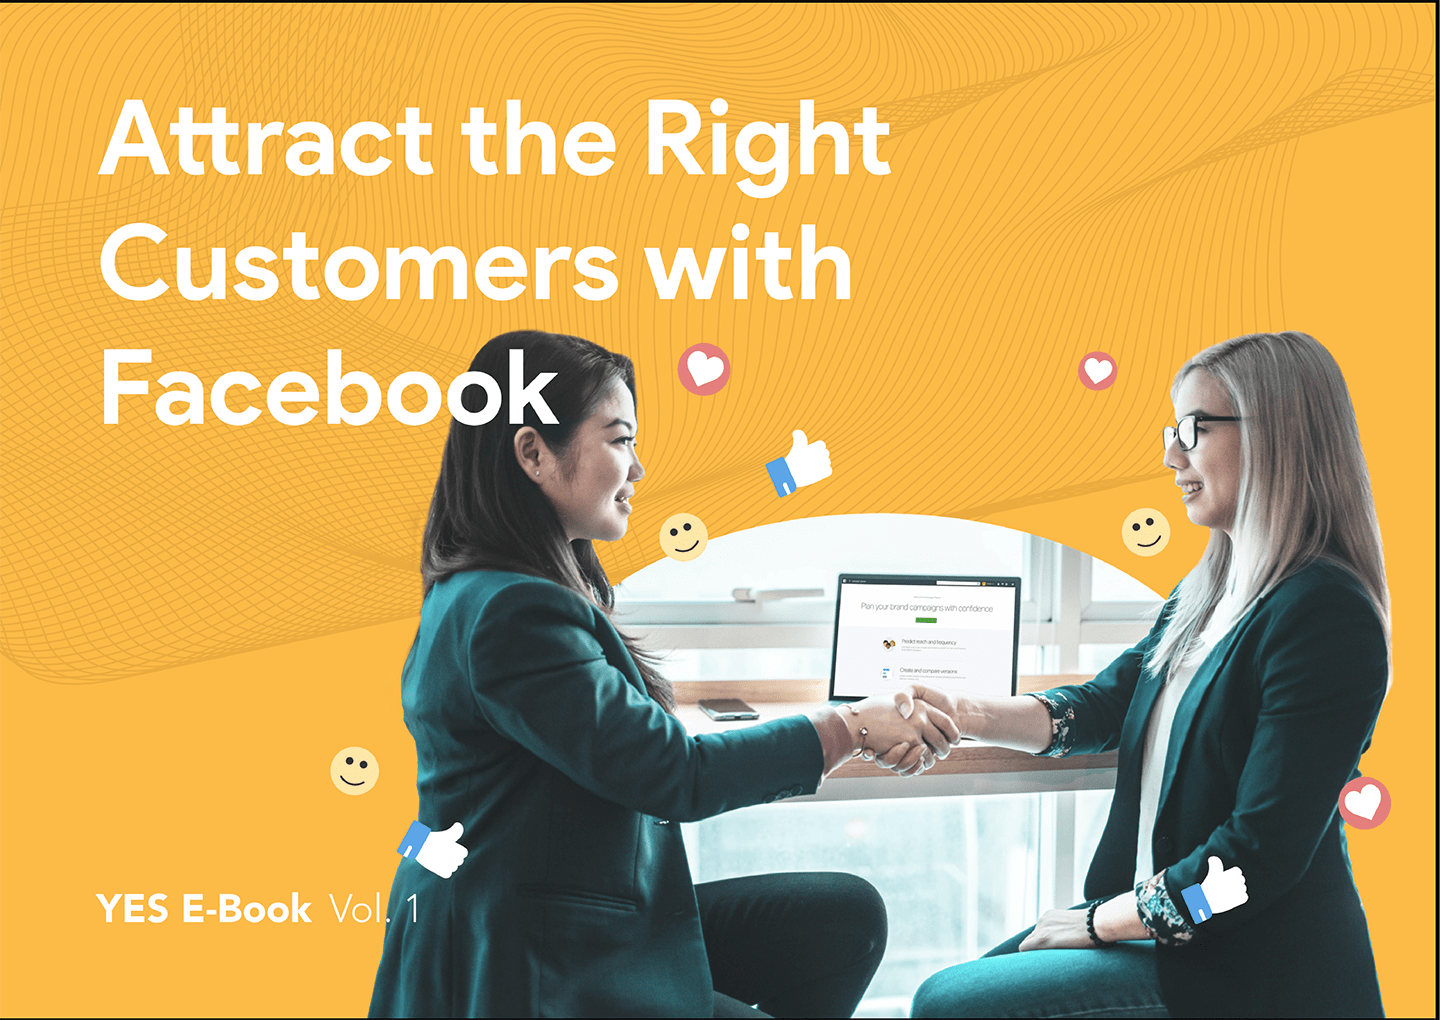 Attract the Right
Customers with
Facebook
Plan your brand campaigns with confidence
Predict reach and frequency
Create and compare versions
YES E-Book Vol. 1